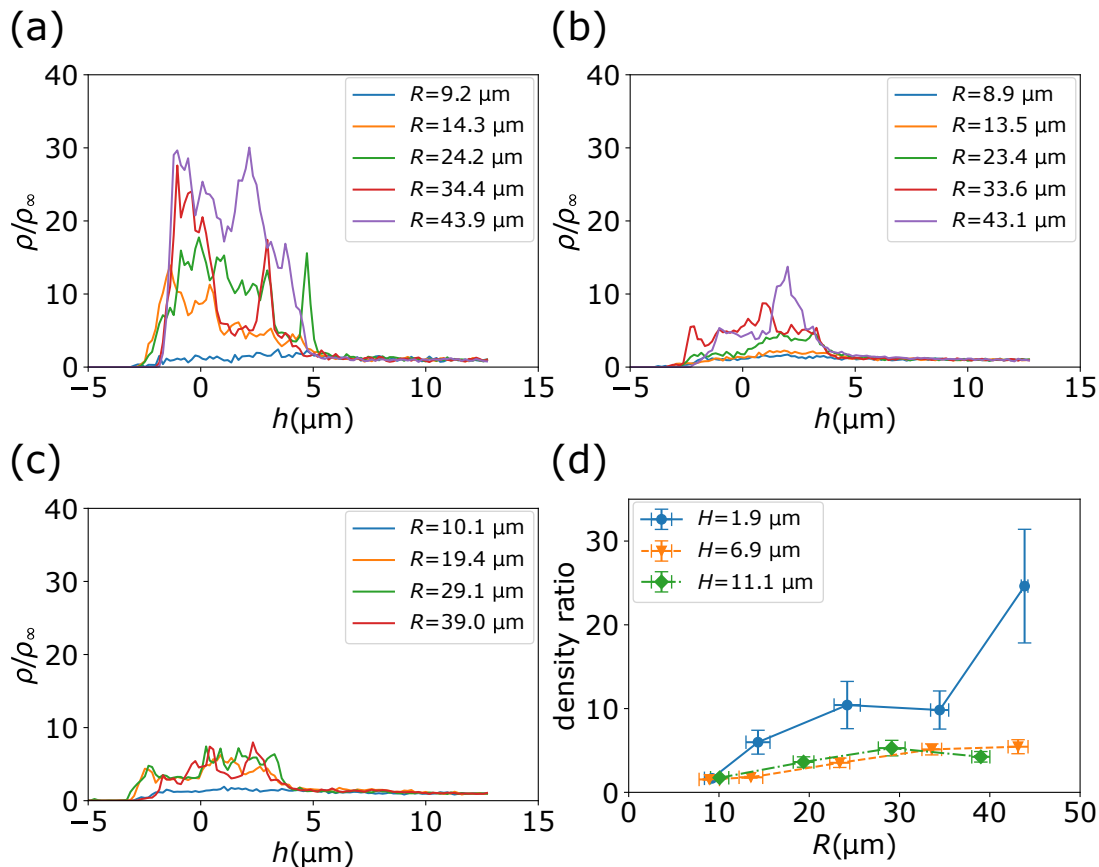 (a)
40
30
20
10
0
ρ/ρ∞
R=9.2 μm
R=14.3 μm
R=24.2 μm
R=34.4 μm
R=43.9 μm
−5 0 5 10 15
h(μm)
(b)
40
30
20
10
0
ρ/ρ∞
R=8.9 μm
R=13.5 μm
R=23.4 μm
R=33.6 μm
R=43.1 μm
−5 0 5 10 15
h(μm)
(c)
40
30
20
10
0
ρ/ρ∞
R=10.1 μm
R=19.4 μm
R=29.1 μm
R=39.0 μm
−5 0 5 10 15
h(μm)
(d)
30
20
10
0
density ratio
H=1.9 μm
H=6.9 μm
H=11.1 μm
0 10 20 30 40 50
R(μm)